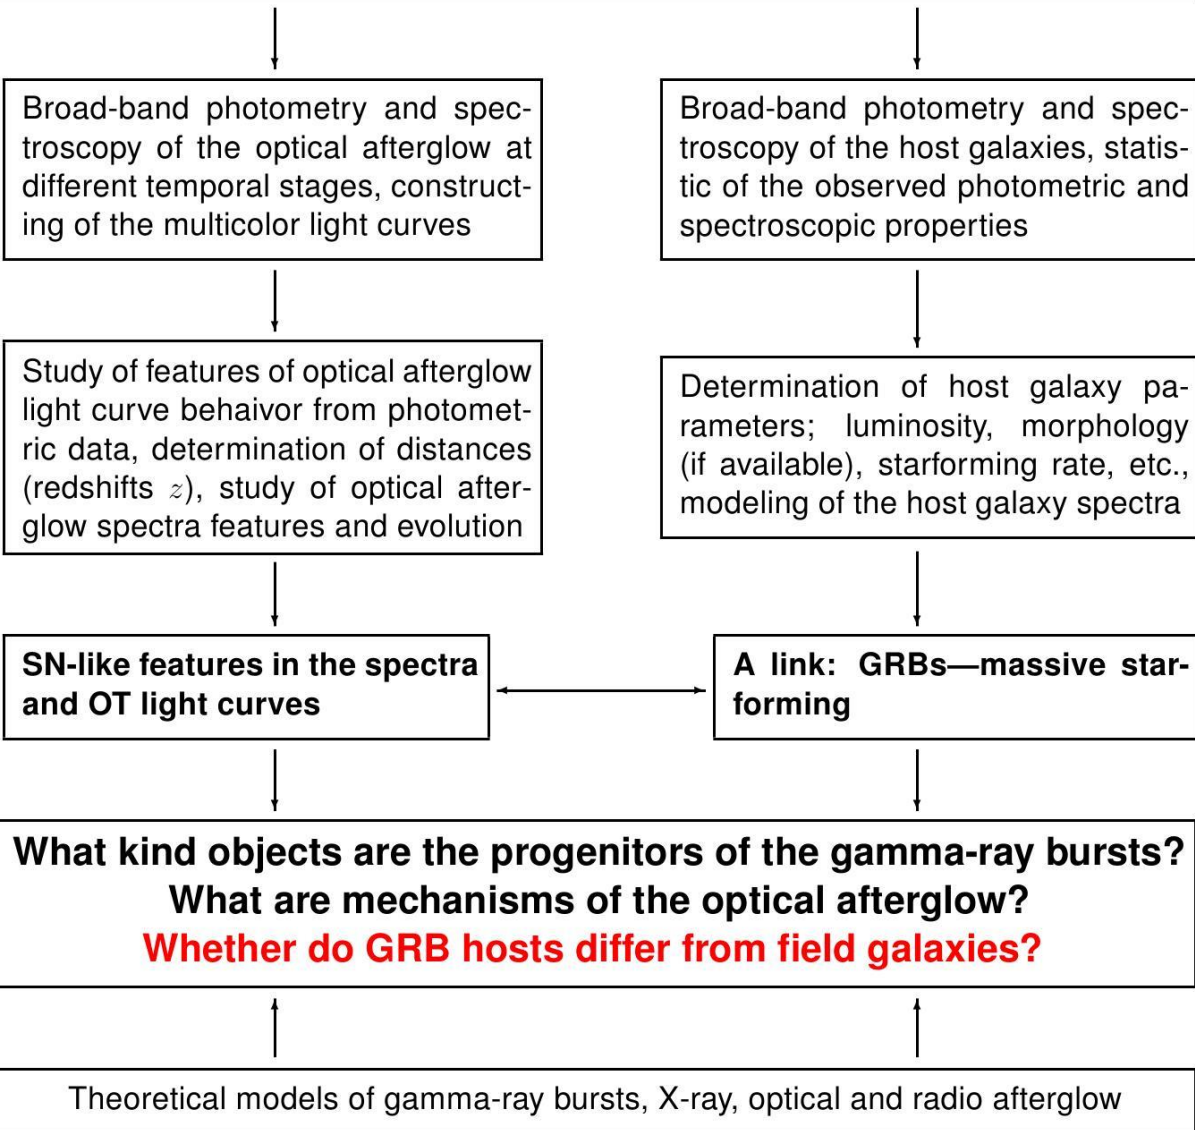 Broad-band photometry and spec-
troscopy of the optical afterglow at
different temporal stages, construct-
ing of the multicolor light curves
Broad-band photometry and spec-
troscopy of the host galaxies, statis-
tic of the observed photometric and
spectroscopic properties
Study of features of optical afterglow
light curve behaivor from photomet-
ric data, determination of distances
(redshifts z), study of optical after-
glow spectra features and evolution
Determination of host galaxy pa-
rameters; luminosity, morphology
(if available), starforming rate, etc.,
modeling of the host galaxy spectra
SN-like features in the spectra
and OT light curves
A link: GRBs—massive star-
forming
What kind objects are the progenitors of the gamma-ray bursts?
What are mechanisms of the optical afterglow?
Whether do GRB hosts differ from field galaxies?
Theoretical models of gamma-ray bursts, X-ray, optical and radio afterglow